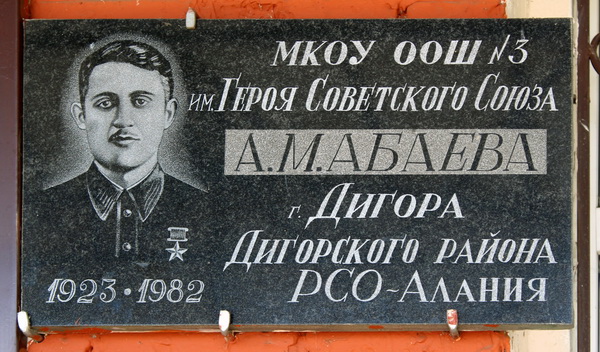 МКОУ ООШ №3
ИМ. ГЕРОЯ СОВЕТСКОГО СОЮЗА
А.М.АБАЕВА
Г. ДИГОРА
ДИГОРСКОГО РАЙОНА
РСО-АЛАНИЯ
1923 · 1982